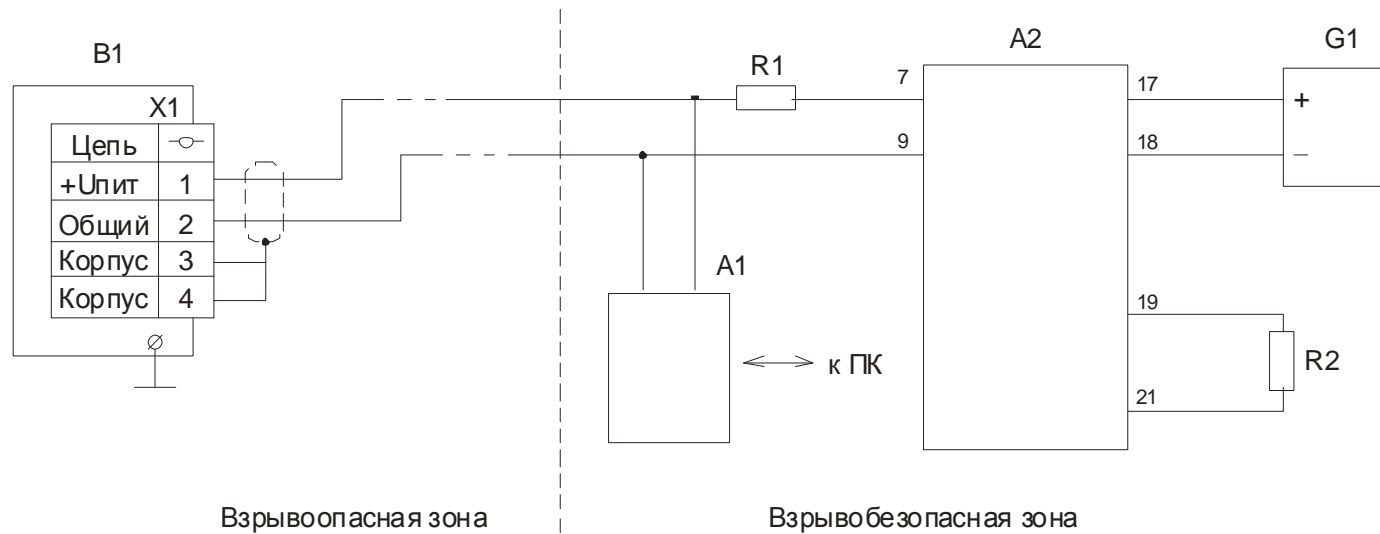 B1
A2
G1
X1
R1
7
17
Цепь
+
+Uпит 1
9
18
–
Общий 2
Корпус 3
A1
Корпус 4
19
к ПК
R2
21
Взрывоопасная зона
Взрывобезопасная зона